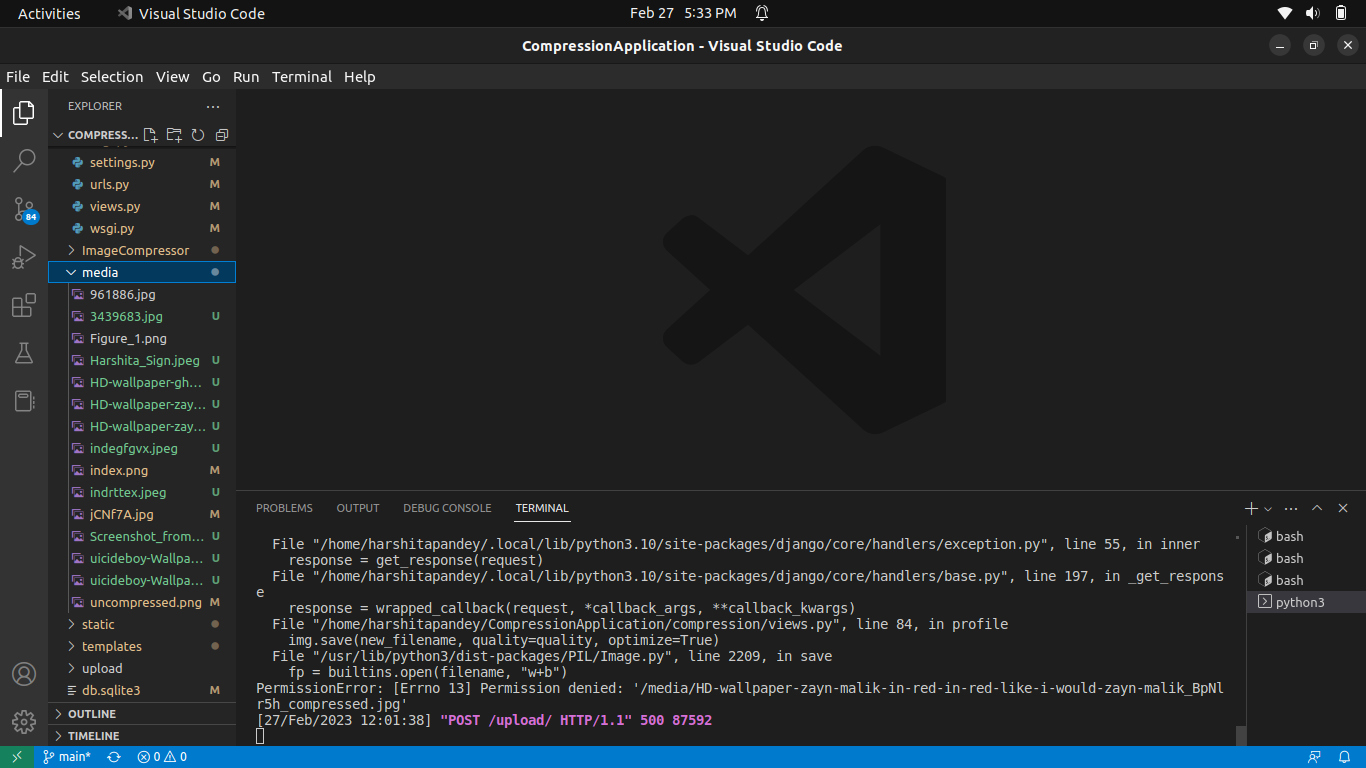 Activities Visual Studio Code Feb 27 5:33 PM
CompressionApplication - Visual Studio Code
File Edit Selection View Go Run Terminal Help
EXPLORER
COMPRESS...
settings.py M
urls.py M
views.py M
wsgi.py M
ImageCompressor
media
961886.jpg
3439683.jpg U
Figure_1.png
Harshita_Sign.jpeg U
HD-wallpaper-gh... U
HD-wallpaper-zay... U
HD-wallpaper-zay... U
indegfgvx.jpeg U
index.png M
indrttex.jpeg U
jCNf7A.jpg M
Screenshot_from... U
uicideboy-Wallpa... U
uicideboy-Wallpa... U
uncompressed.png M
static
templates
upload
db.sqlite3 M
OUTLINE
TIMELINE
84
PROBLEMS OUTPUT DEBUG CONSOLE TERMINAL
File "/home/harshitapandey/.local/lib/python3.10/site-packages/django/core/handlers/exception.py", line 55, in inner
response = get_response(request)
File "/home/harshitapandey/.local/lib/python3.10/site-packages/django/core/handlers/base.py", line 197, in _get_respons
e
response = wrapped_callback(request, *callback_args, **callback_kwargs)
File "/home/harshitapandey/CompressionApplication/compression/views.py", line 84, in profile
img.save(new_filename, quality=quality, optimize=True)
File "/usr/lib/python3/dist-packages/PIL/Image.py", line 2209, in save
fp = builtins.open(filename, "w+b")
PermissionError: [Errno 13] Permission denied: '/media/HD-wallpaper-zayn-malik-in-red-in-red-like-i-would-zayn-malik_BpNl
r5h_compressed.jpg'
[27/Feb/2023 12:01:38] "POST /upload/ HTTP/1.1" 500 87592
bash
bash
bash
python3
main* 0 0